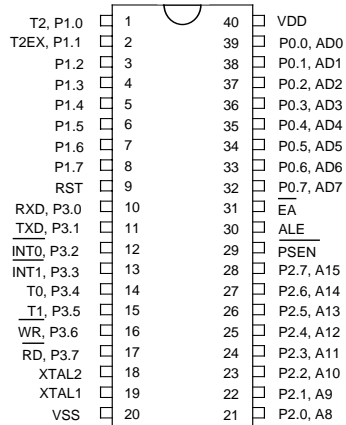 T2, P1.0 1 40 VDD
T2EX, P1.1 2 39 P0.0, AD0
P1.2 3 38 P0.1, AD1
P1.3 4 37 P0.2, AD2
P1.4 5 36 P0.3, AD3
P1.5 6 35 P0.4, AD4
P1.6 7 34 P0.5, AD5
P1.7 8 33 P0.6, AD6
RST 9 32 P0.7, AD7
RXD, P3.0 10 31 EA
TXD, P3.1 11 30 ALE
INT0, P3.2 12 29 PSEN
INT1, P3.3 13 28 P2.7, A15
T0, P3.4 14 27 P2.6, A14
T1, P3.5 15 26 P2.5, A13
WR, P3.6 16 25 P2.4, A12
RD, P3.7 17 24 P2.3, A11
XTAL2 18 23 P2.2, A10
XTAL1 19 22 P2.1, A9
VSS 20 21 P2.0, A8